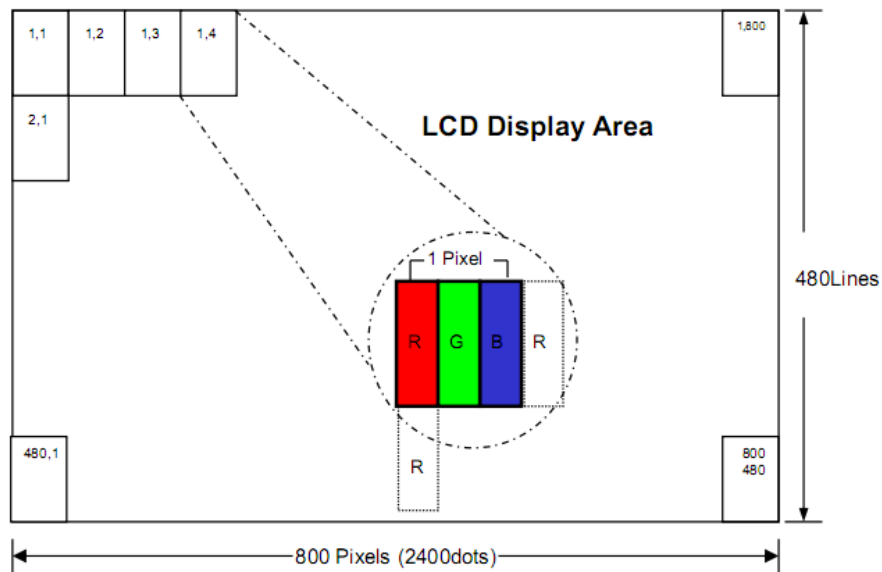 1,1
1,2
1,3
1,4
1,800
2,1
LCD Display Area
1 Pixel
R
G
B
R
480Lines
R
480,1
800
480
800 Pixels (2400dots)